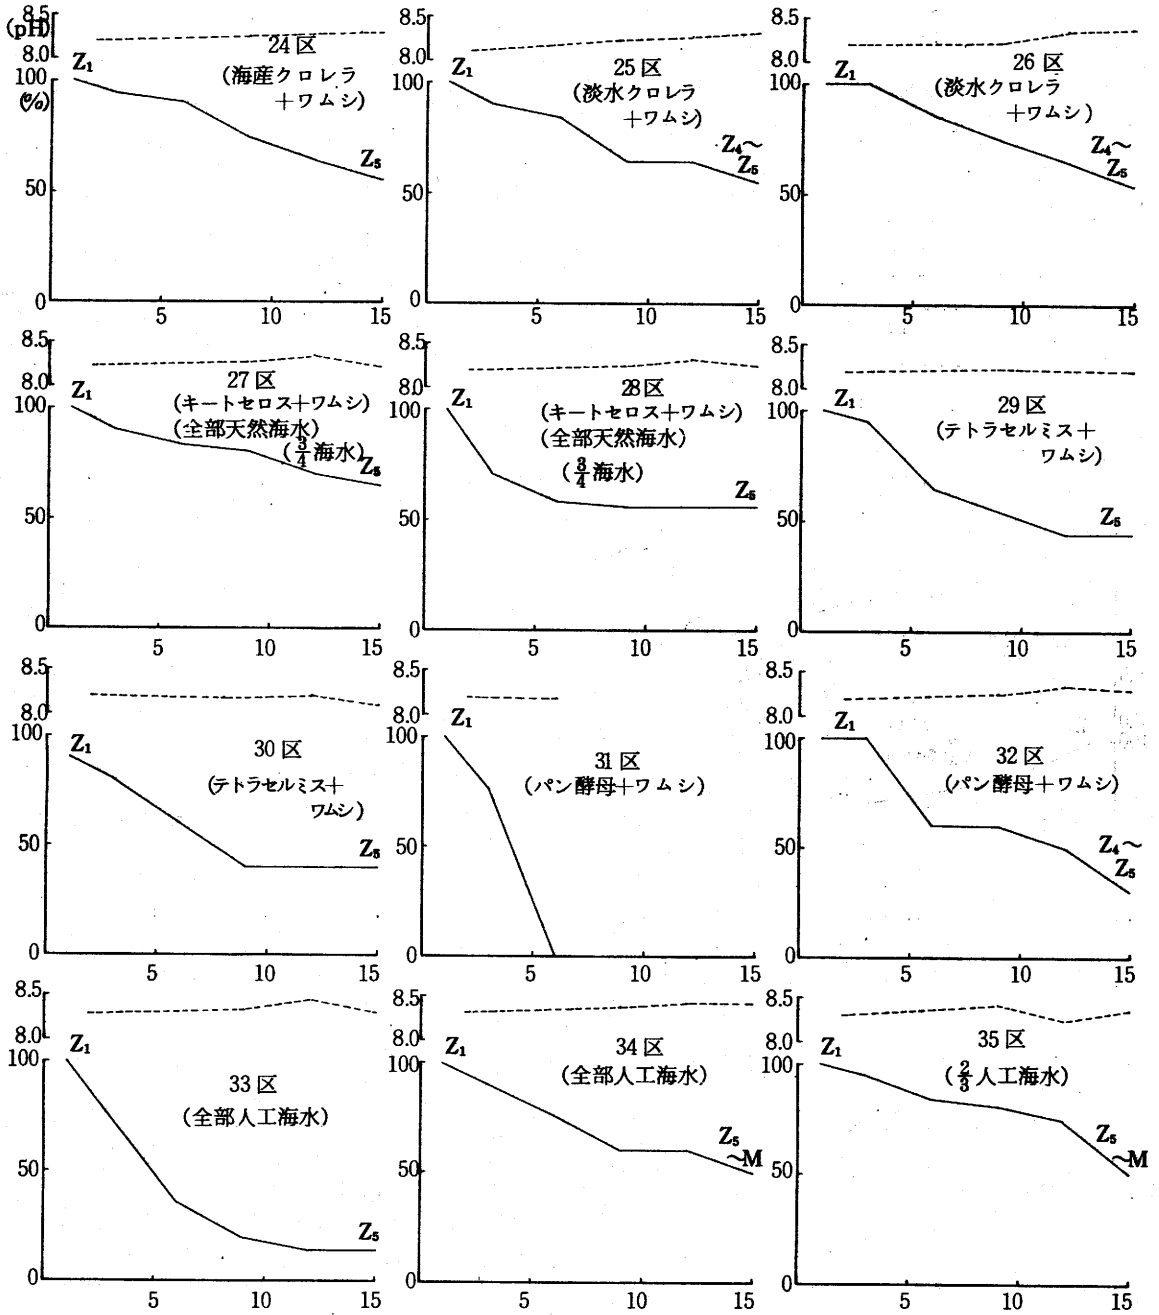 (pH)
8.5
8.0
100
(%)
50
0
Z₁
24区
(海産クロレラ
+ワムシ)
Z₅
5
10
15
8.5
8.0
100
50
0
Z₁
25区
(淡水クロレラ
+ワムシ)
Z₄～
Z₅
5
10
15
8.5
8.0
100
50
0
Z₁
26区
(淡水クロレラ
+ワムシ)
Z₄～
Z₅
5
10
15
8.5
8.0
100
50
0
Z₁
27区
(キートセロス+ワムシ)
(全部天然海水)
(3/4海水)
Z₅
5
10
15
8.5
8.0
100
50
0
Z₁
28区
(キートセロス+ワムシ)
(全部天然海水)
(3/4海水)
Z₅
5
10
15
8.5
8.0
100
50
0
Z₁
29区
(テトラセルミス+
ワムシ)
Z₅
5
10
15
8.5
8.0
100
50
0
Z₁
30区
(テトラセルミス+
ワムシ)
Z₅
5
10
15
8.5
8.0
100
50
0
Z₁
31区
(パン酵母+ワムシ)
5
10
15
8.5
8.0
100
50
0
Z₁
32区
(パン酵母+ワムシ)
Z₄～
Z₅
5
10
15
8.5
8.0
100
50
0
Z₁
33区
(全部人工海水)
Z₅
5
10
15
8.5
8.0
100
50
0
Z₁
34区
(全部人工海水)
Z₅
～M
5
10
15
8.5
8.0
100
50
0
Z₁
35区
(2/3人工海水)
Z₅
～M
5
10
15